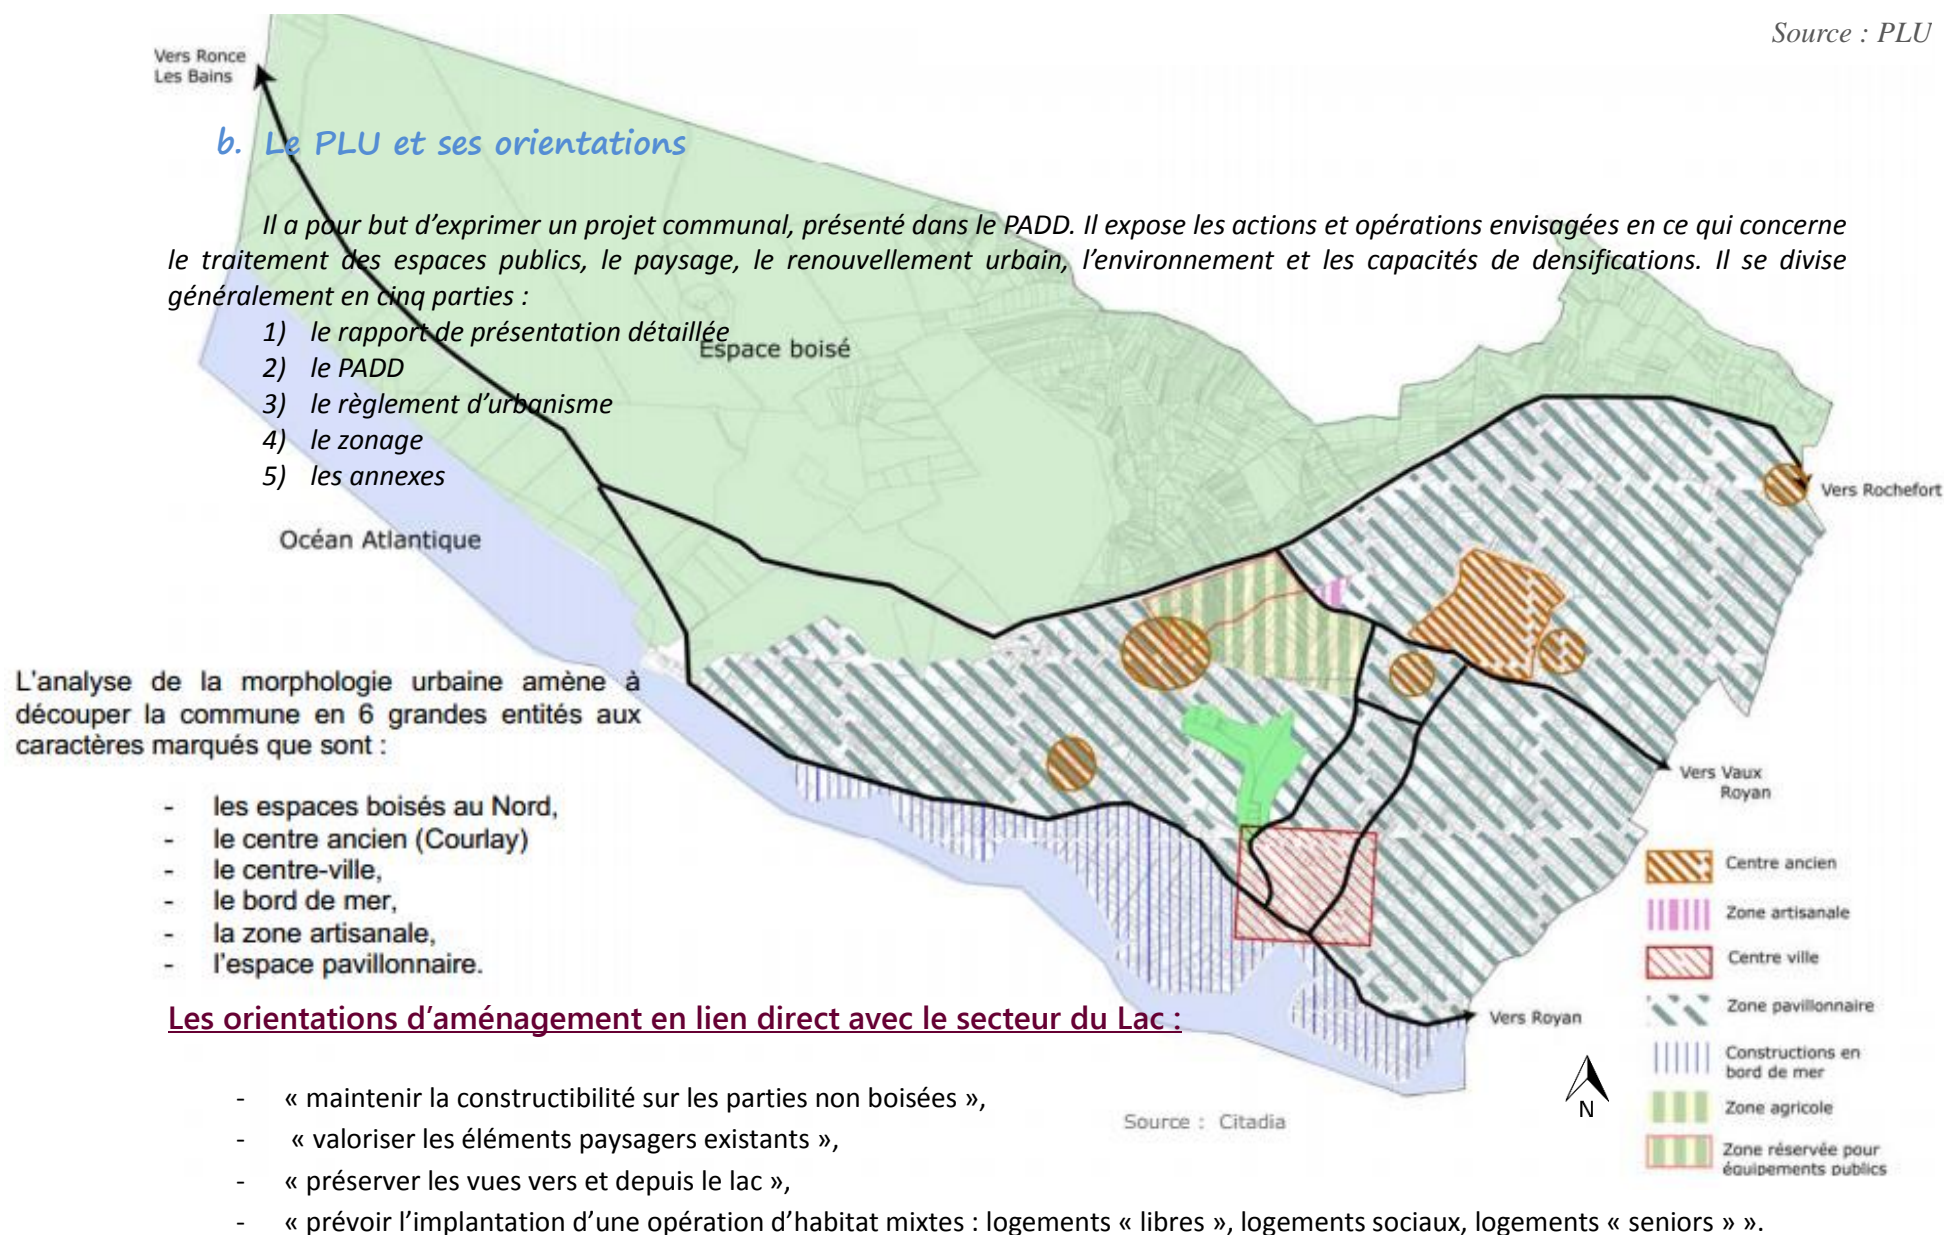 Source : PLU
Vers Ronce
Les Bains
b. Le PLU et ses orientations
Il a pour but d’exprimer un projet communal, présenté dans le PADD. Il expose les actions et opérations envisagées en ce qui concerne
le traitement des espaces publics, le paysage, le renouvellement urbain, l’environnement et les capacités de densifications. Il se divise
généralement en cinq parties :
1) le rapport de présentation détaillée
2) le PADD
3) le règlement d’urbanisme
4) le zonage
5) les annexes
Espace boisé
Vers Rochefort
Océan Atlantique
L'analyse de la morphologie urbaine amène à
découper la commune en 6 grandes entités aux
caractères marqués que sont :
- les espaces boisés au Nord,
- le centre ancien (Courlay)
- le centre-ville,
- le bord de mer,
- la zone artisanale,
- l'espace pavillonnaire.
Vers Vaux
Royan
Centre ancien
Zone artisanale
Centre ville
Zone pavillonnaire
Constructions en
bord de mer
Zone agricole
Zone réservée pour
équipements publics
Vers Royan
N
Source : Citadia
Les orientations d’aménagement en lien direct avec le secteur du Lac :
- « maintenir la constructibilité sur les parties non boisées »,
- « valoriser les éléments paysagers existants »,
- « préserver les vues vers et depuis le lac »,
- « prévoir l’implantation d’une opération d’habitat mixtes : logements « libres », logements sociaux, logements « seniors » ».